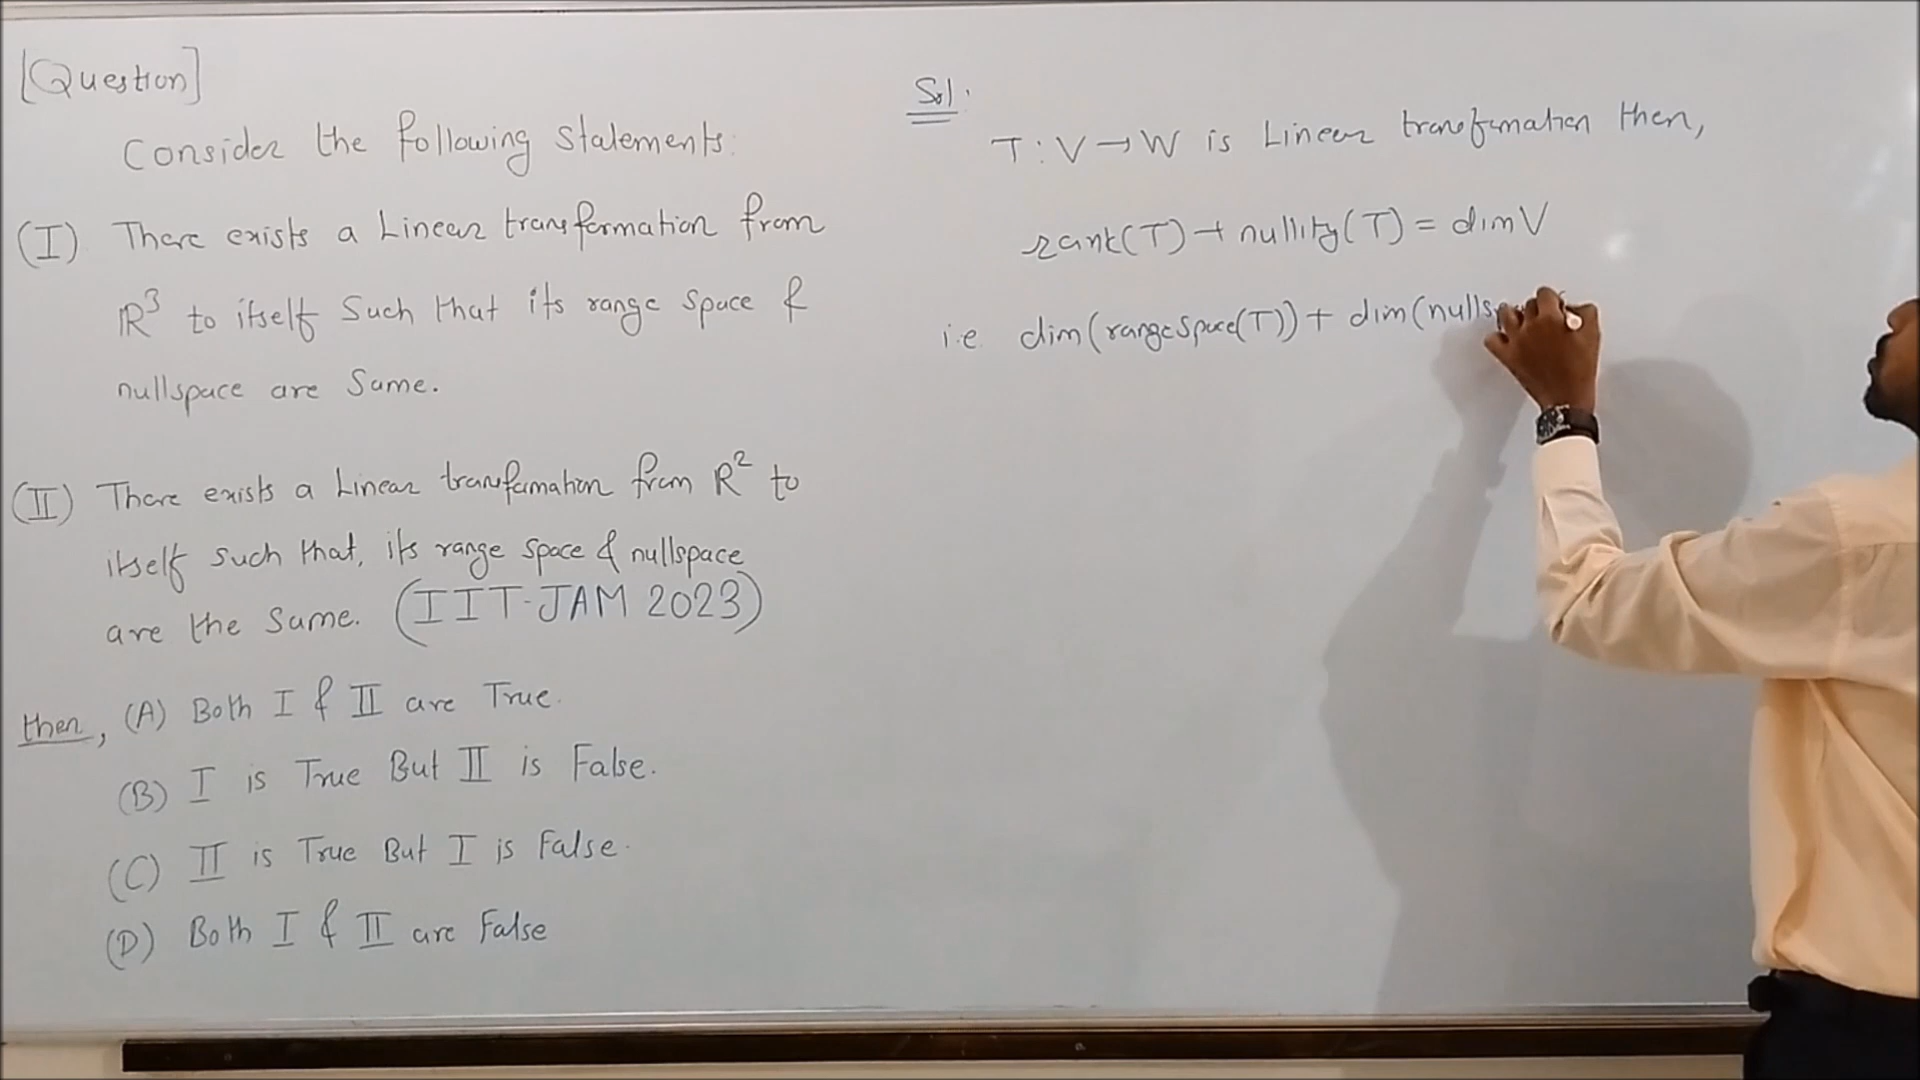 [Question]
Consider the following statements:
(I) There exists a Linear transformation from
R³ to itself Such that its range space &
nullspace are Same.
(II) There exists a Linear transformation from R² to
itself such that, its range space & nullspace
are the Same. (IIT-JAM 2023)
then, (A) Both I & II are True.
(B) I is True But II is False.
(C) II is True But I is False.
(D) Both I & II are False
Sol.
T:V→W is Linear transformation then,
rank(T)+nullity(T) = dimV
i.e dim(rangespace(T))+ dim(nulls